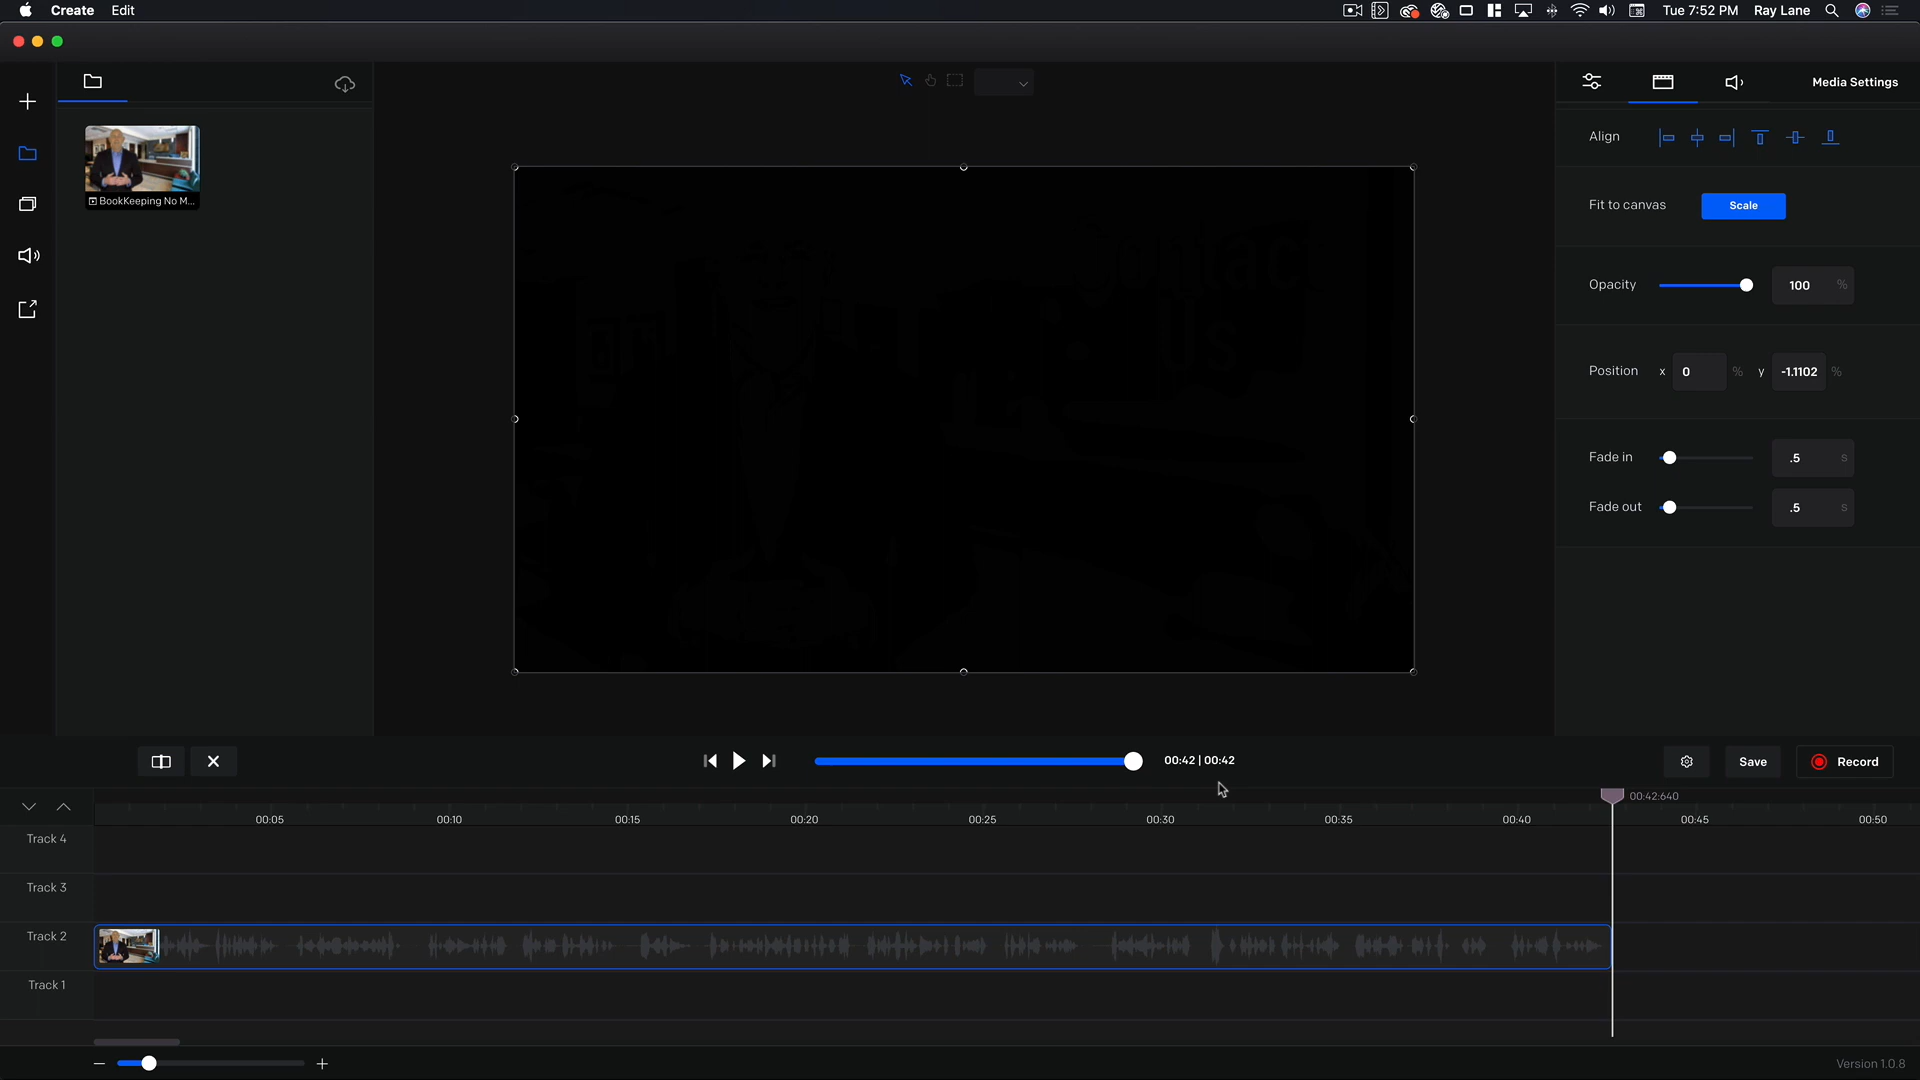 Create Edit
Tue 7:52 PM Ray Lane
Media Settings
BookKeeping No M...
Align
Fit to canvas Scale
Opacity 100 %
Position x 0 % y -1.1102 %
Fade in .5 s
Fade out .5 s
Contac
Us
00:42 | 00:42
Save Record
00:42:640
00:05 00:10 00:15 00:20 00:25 00:30 00:35 00:40 00:45 00:50
Track 4
Track 3
Track 2
Track 1
Version 1.0.8